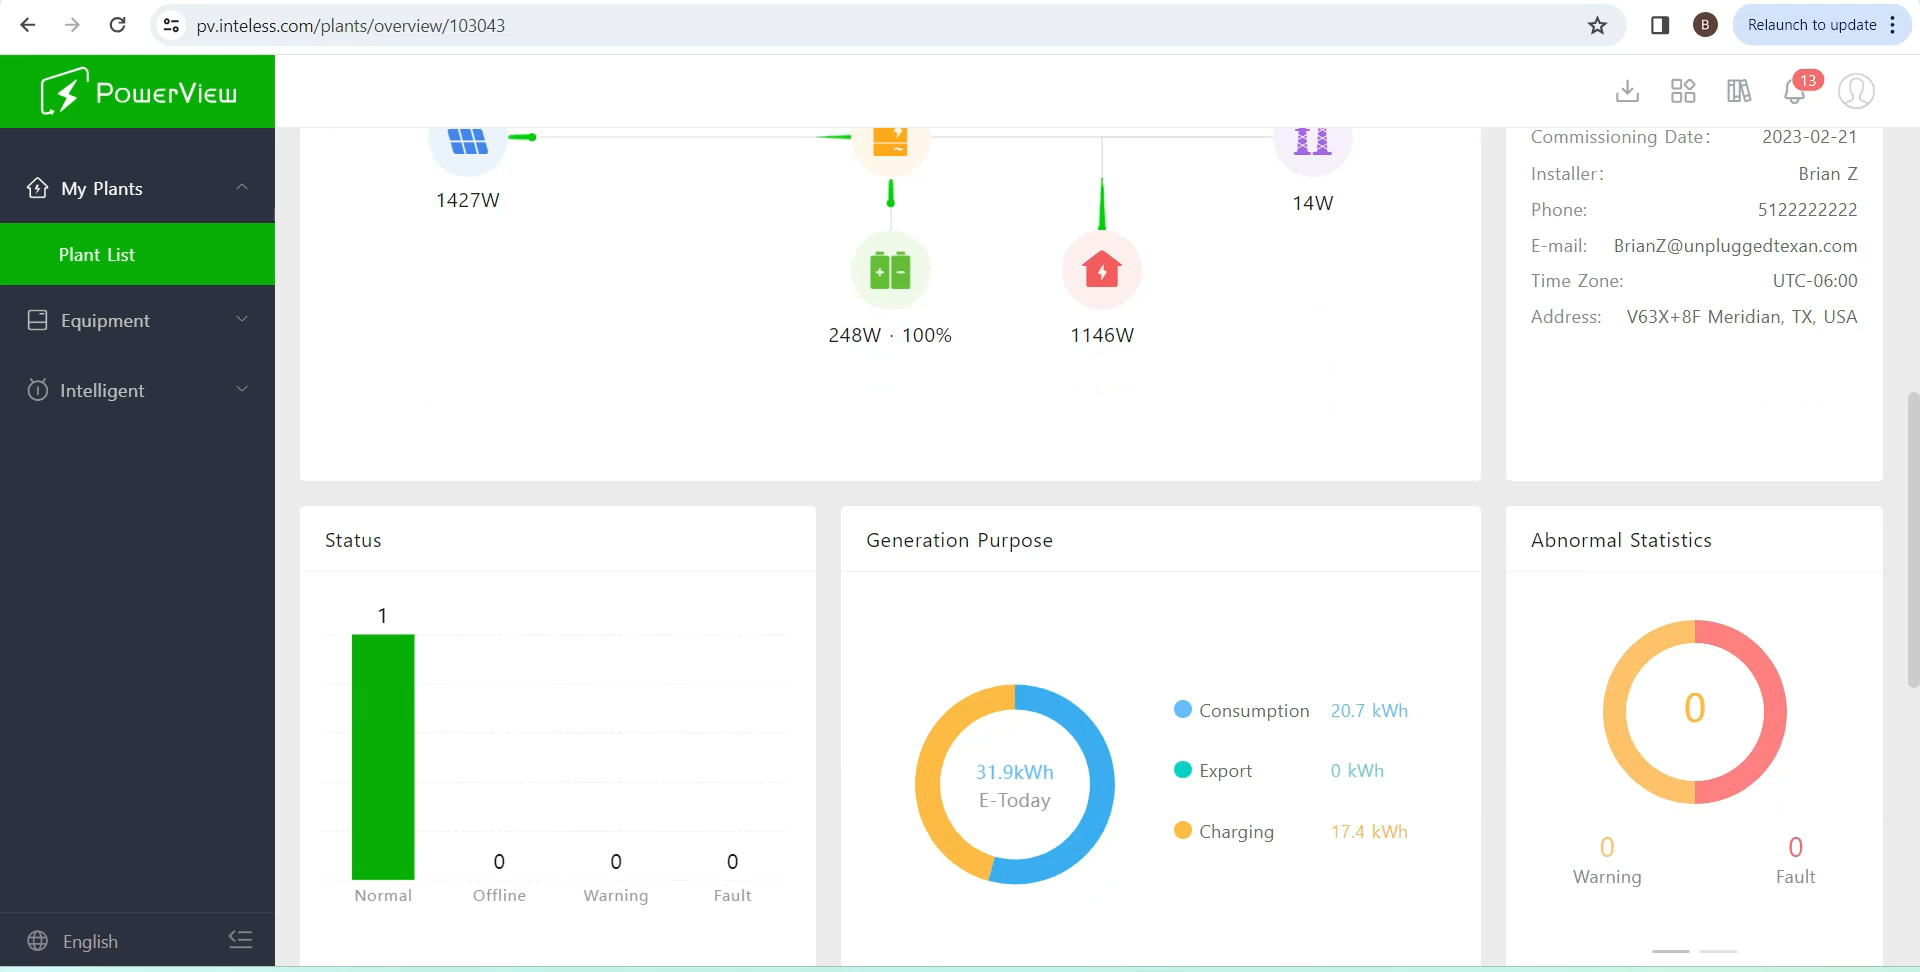 pv.inteless.com/plants/overview/103043
B
Relaunch to update
PowerView
13
My Plants
Plant List
Equipment
Intelligent
English
1427W
14W
248W · 100%
1146W
Commissioning Date: 2023-02-21
Installer: Brian Z
Phone: 5122222222
E-mail: BrianZ@unpluggedtexan.com
Time Zone: UTC-06:00
Address: V63X+8F Meridian, TX, USA
Status
1
0
0
0
Normal
Offline
Warning
Fault
Generation Purpose
31.9kWh
E-Today
Consumption 20.7 kWh
Export 0 kWh
Charging 17.4 kWh
Abnormal Statistics
0
0
Warning
0
Fault